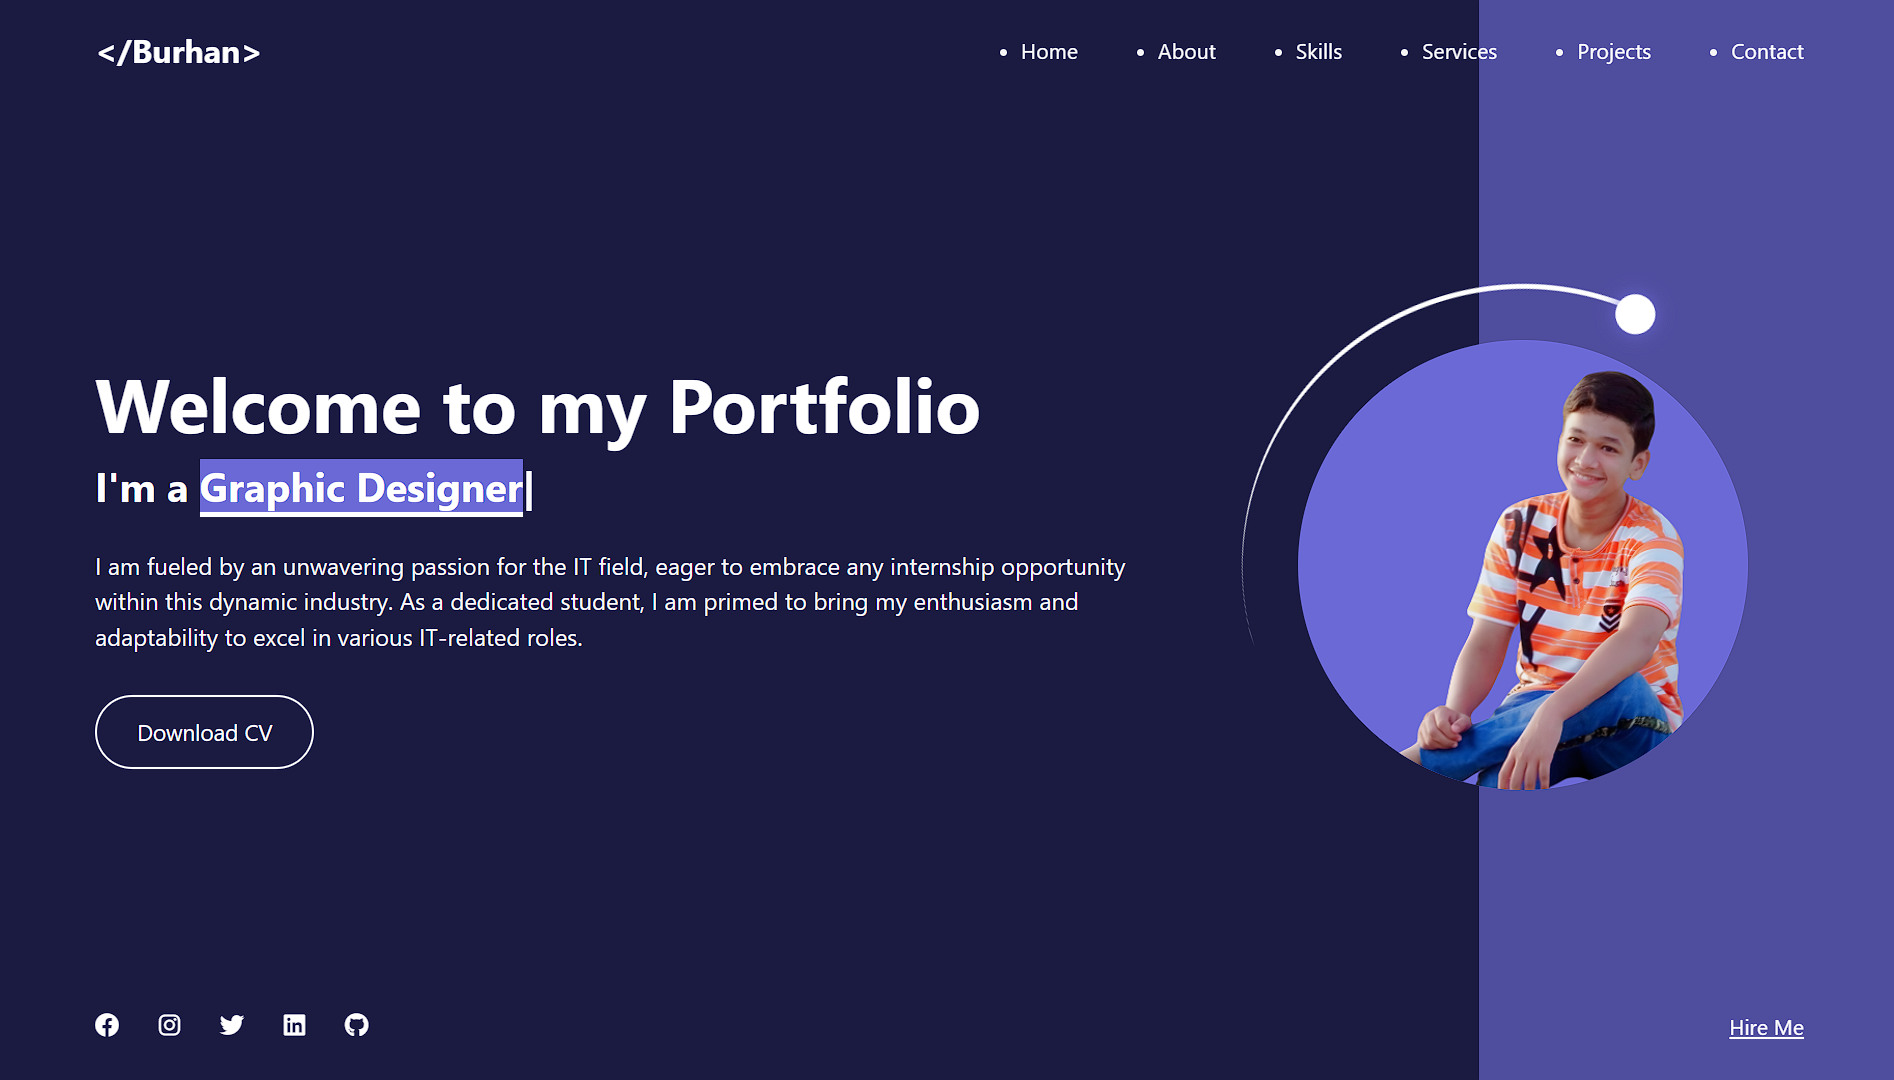 </Burhan>
Home
About
Skills
Services
Projects
Contact
Welcome to my Portfolio
I'm a Graphic Designer|
I am fueled by an unwavering passion for the IT field, eager to embrace any internship opportunity
within this dynamic industry. As a dedicated student, I am primed to bring my enthusiasm and
adaptability to excel in various IT-related roles.
Download CV
Hire Me